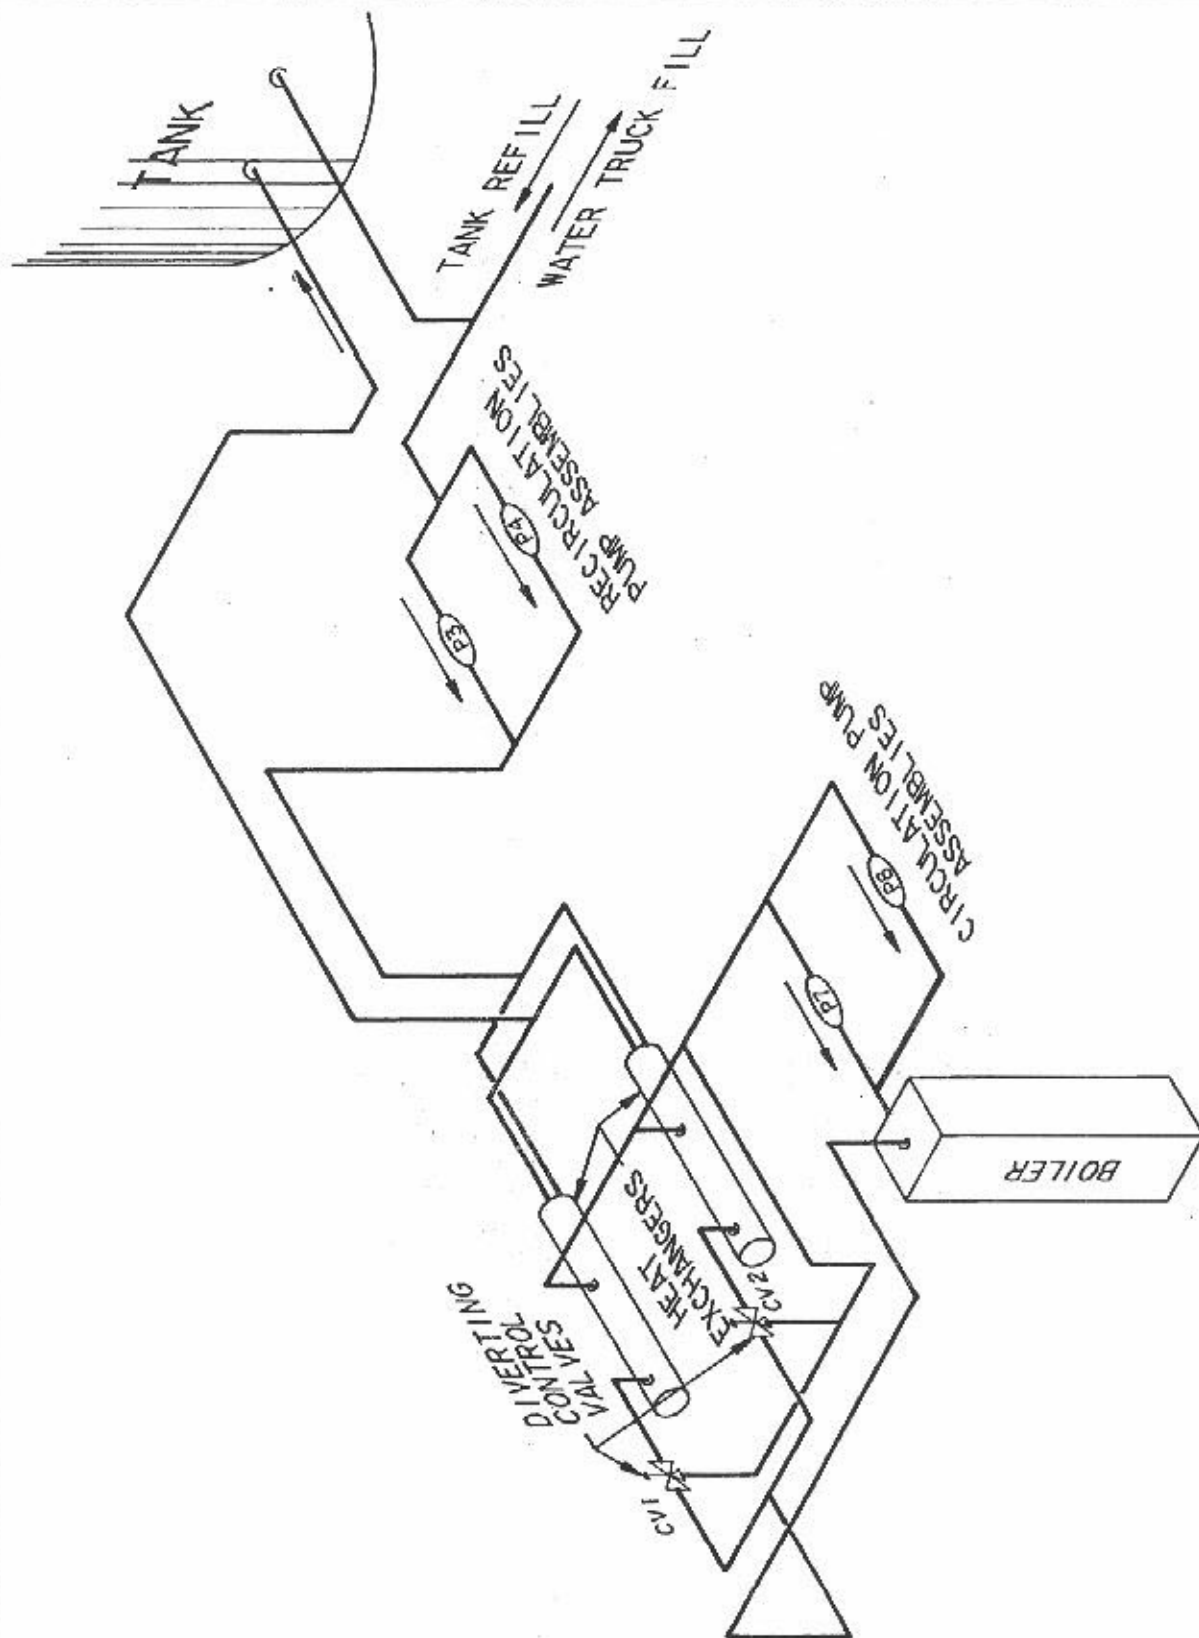 TANK
TANK REFILL
WATER TRUCK FILL
RECIRCULATION
PUMP ASSEMBLIES
P4
P3
CIRCULATION PUMP
ASSEMBLIES
P8
P7
BOILER
HEAT
EXCHANGERS
CV2
DIVERTING
CONTROL
VALVES
CV1